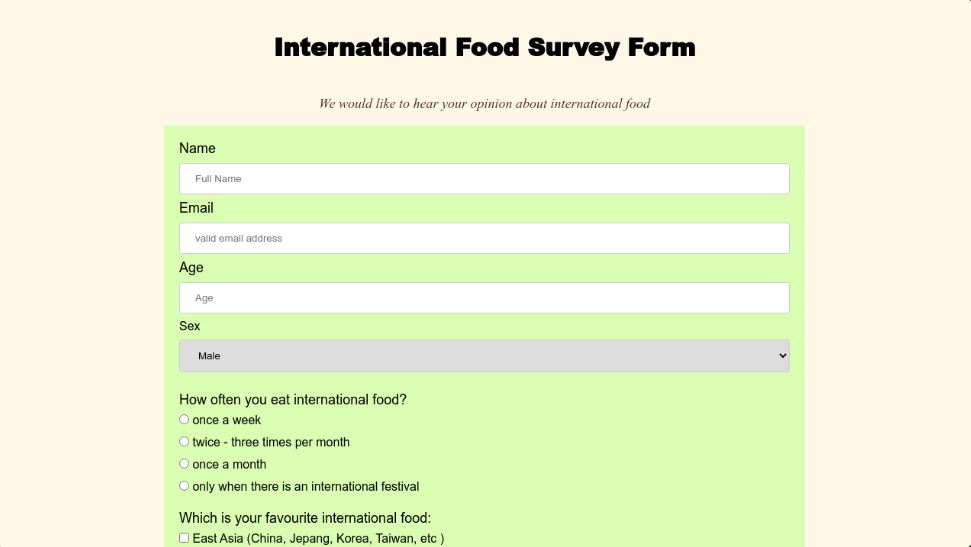 International Food Survey Form
We would like to hear your opinion about international food
Name
Full Name
Email
valid email address
Age
Age
Sex
Male
How often you eat international food?
once a week
twice - three times per month
once a month
only when there is an international festival
Which is your favourite international food:
East Asia (China, Jepang, Korea, Taiwan, etc )